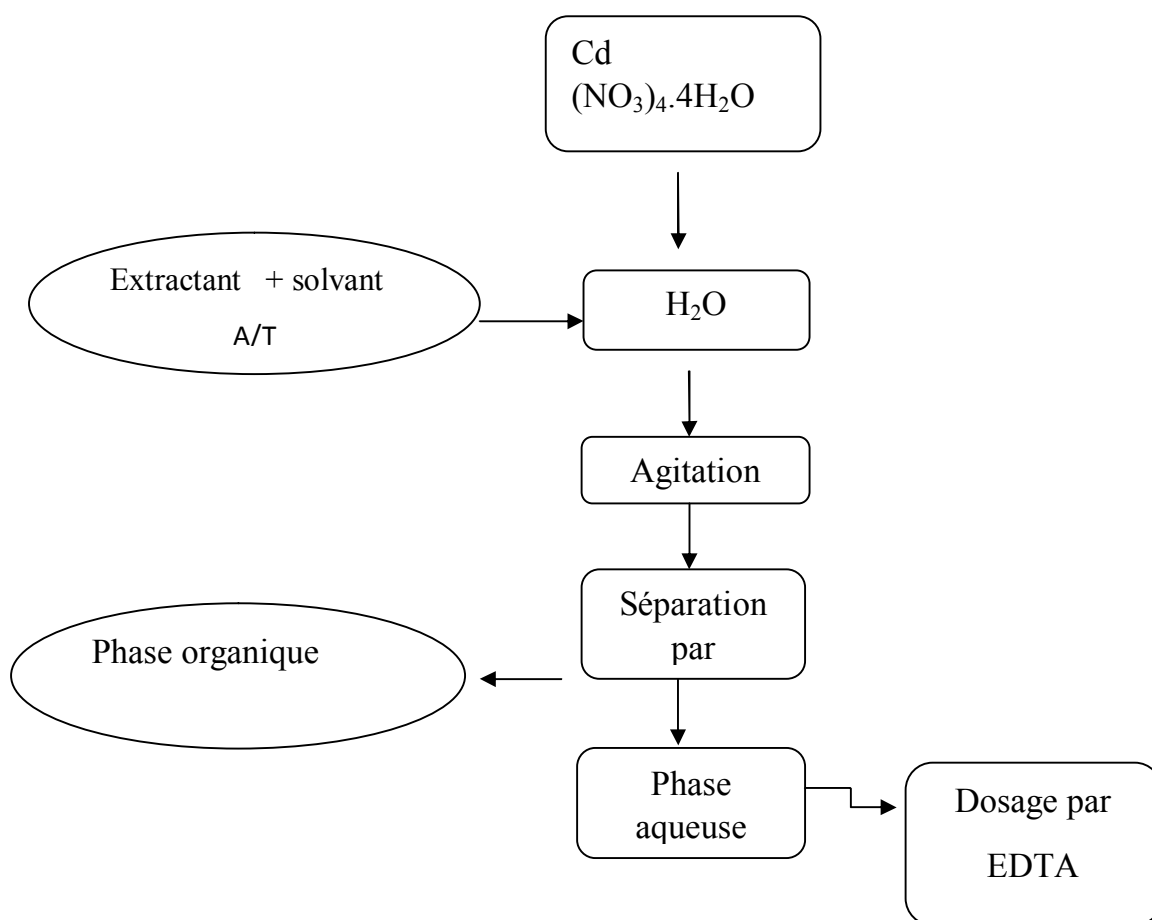 Cd
(NO₃)₄.4H₂O
Extractant + solvant
A/T
H₂O
Agitation
Séparation
par
Phase organique
Phase
aqueuse
Dosage par
EDTA